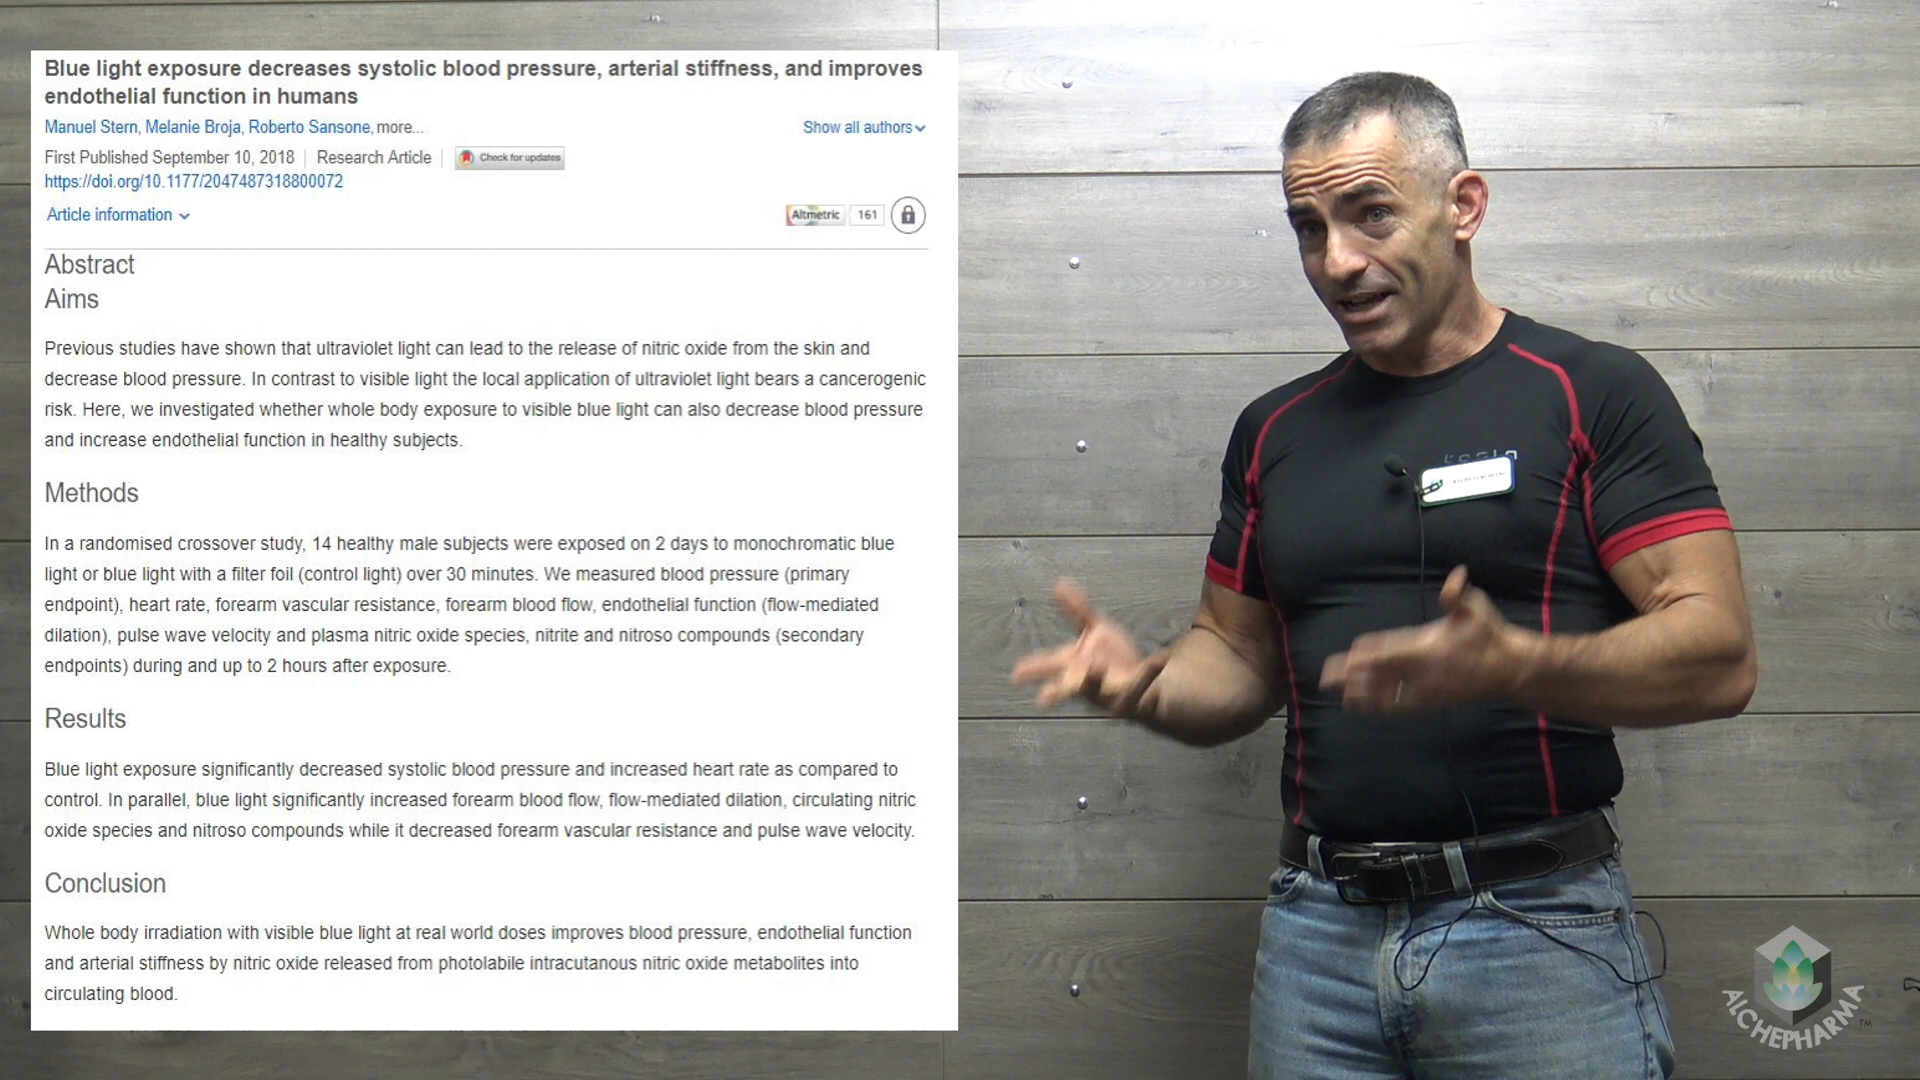 Blue light exposure decreases systolic blood pressure, arterial stiffness, and improves
endothelial function in humans
Manuel Stern, Melanie Broja, Roberto Sansone, more...
Show all authors
First Published September 10, 2018 | Research Article |
Check for updates
https://doi.org/10.1177/2047487318800072
Article information
Altmetric 161
Abstract
Aims
Previous studies have shown that ultraviolet light can lead to the release of nitric oxide from the skin and
decrease blood pressure. In contrast to visible light the local application of ultraviolet light bears a cancerogenic
risk. Here, we investigated whether whole body exposure to visible blue light can also decrease blood pressure
and increase endothelial function in healthy subjects.
Methods
In a randomised crossover study, 14 healthy male subjects were exposed on 2 days to monochromatic blue
light or blue light with a filter foil (control light) over 30 minutes. We measured blood pressure (primary
endpoint), heart rate, forearm vascular resistance, forearm blood flow, endothelial function (flow-mediated
dilation), pulse wave velocity and plasma nitric oxide species, nitrite and nitroso compounds (secondary
endpoints) during and up to 2 hours after exposure.
Results
Blue light exposure significantly decreased systolic blood pressure and increased heart rate as compared to
control. In parallel, blue light significantly increased forearm blood flow, flow-mediated dilation, circulating nitric
oxide species and nitroso compounds while it decreased forearm vascular resistance and pulse wave velocity.
Conclusion
Whole body irradiation with visible blue light at real world doses improves blood pressure, endothelial function
and arterial stiffness by nitric oxide released from photolabile intracutanous nitric oxide metabolites into
circulating blood.
AlCHEPHARMA™